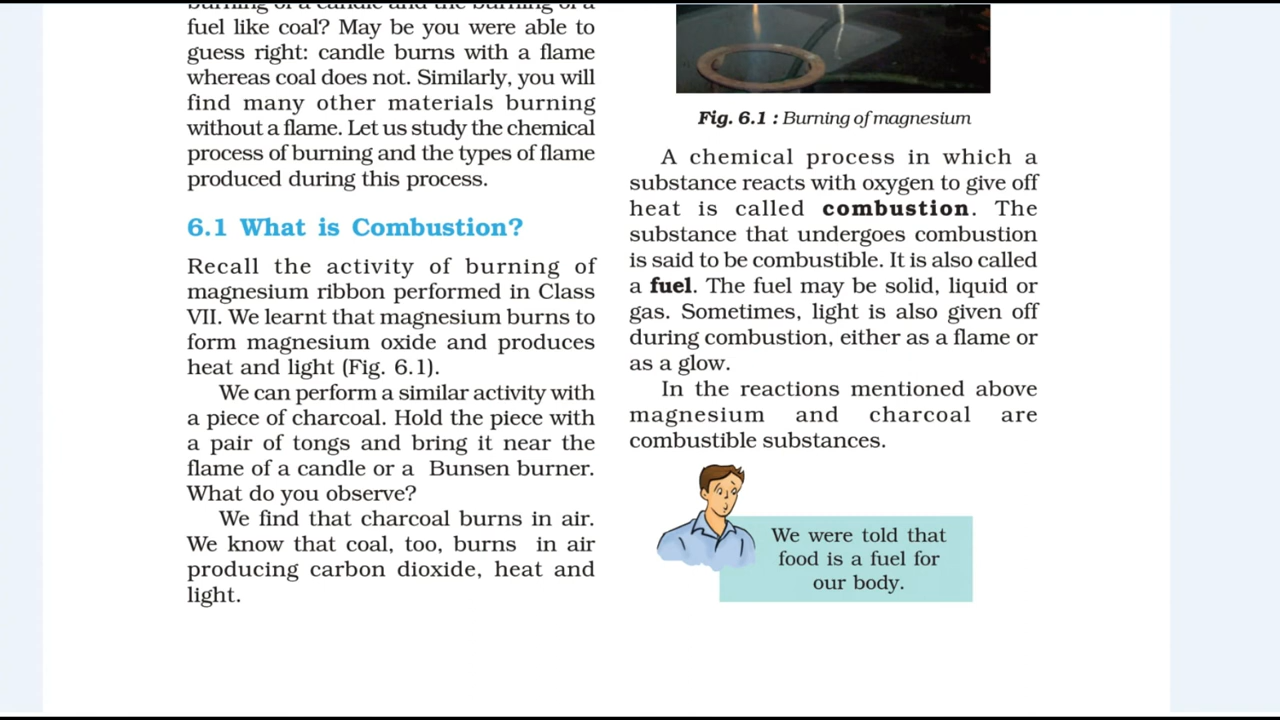 burning of a candle and the burning of a
fuel like coal? May be you were able to
guess right: candle burns with a flame
whereas coal does not. Similarly, you will
find many other materials burning
without a flame. Let us study the chemical
process of burning and the types of flame
produced during this process.
6.1 What is Combustion?
Recall the activity of burning of
magnesium ribbon performed in Class
VII. We learnt that magnesium burns to
form magnesium oxide and produces
heat and light (Fig. 6.1).
We can perform a similar activity with
a piece of charcoal. Hold the piece with
a pair of tongs and bring it near the
flame of a candle or a Bunsen burner.
What do you observe?
We find that charcoal burns in air.
We know that coal, too, burns in air
producing carbon dioxide, heat and
light.
Fig. 6.1 : Burning of magnesium
A chemical process in which a
substance reacts with oxygen to give off
heat is called combustion. The
substance that undergoes combustion
is said to be combustible. It is also called
a fuel. The fuel may be solid, liquid or
gas. Sometimes, light is also given off
during combustion, either as a flame or
as a glow.
In the reactions mentioned above
magnesium and charcoal are
combustible substances.
We were told that
food is a fuel for
our body.